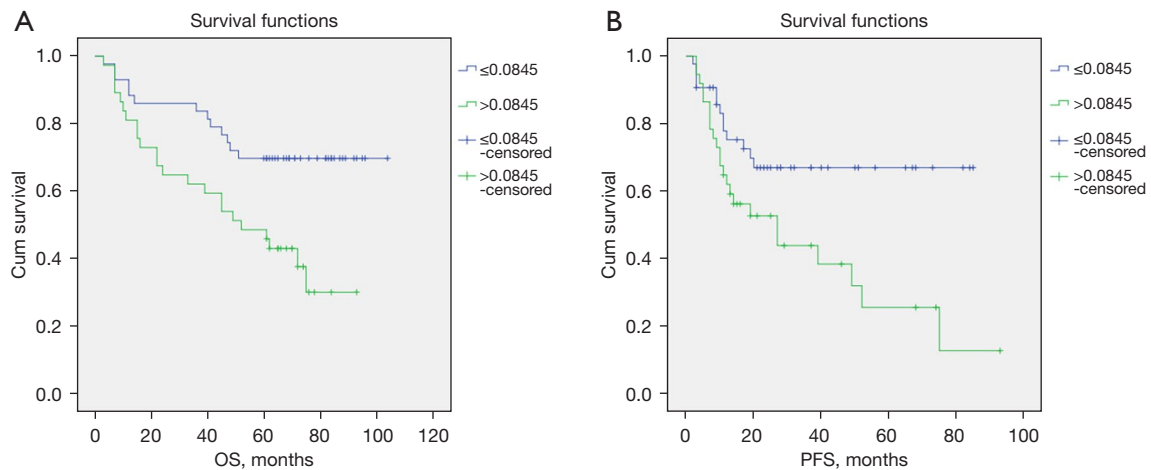 A
Survival functions
1.0
0.8
0.6
0.4
0.2
0.0
Cum survival
0 20 40 60 80 100 120
OS, months
≤0.0845
>0.0845
≤0.0845
-censored
>0.0845
-censored
B
Survival functions
1.0
0.8
0.6
0.4
0.2
0.0
Cum survival
0 20 40 60 80 100
PFS, months
≤0.0845
>0.0845
≤0.0845
-censored
>0.0845
-censored